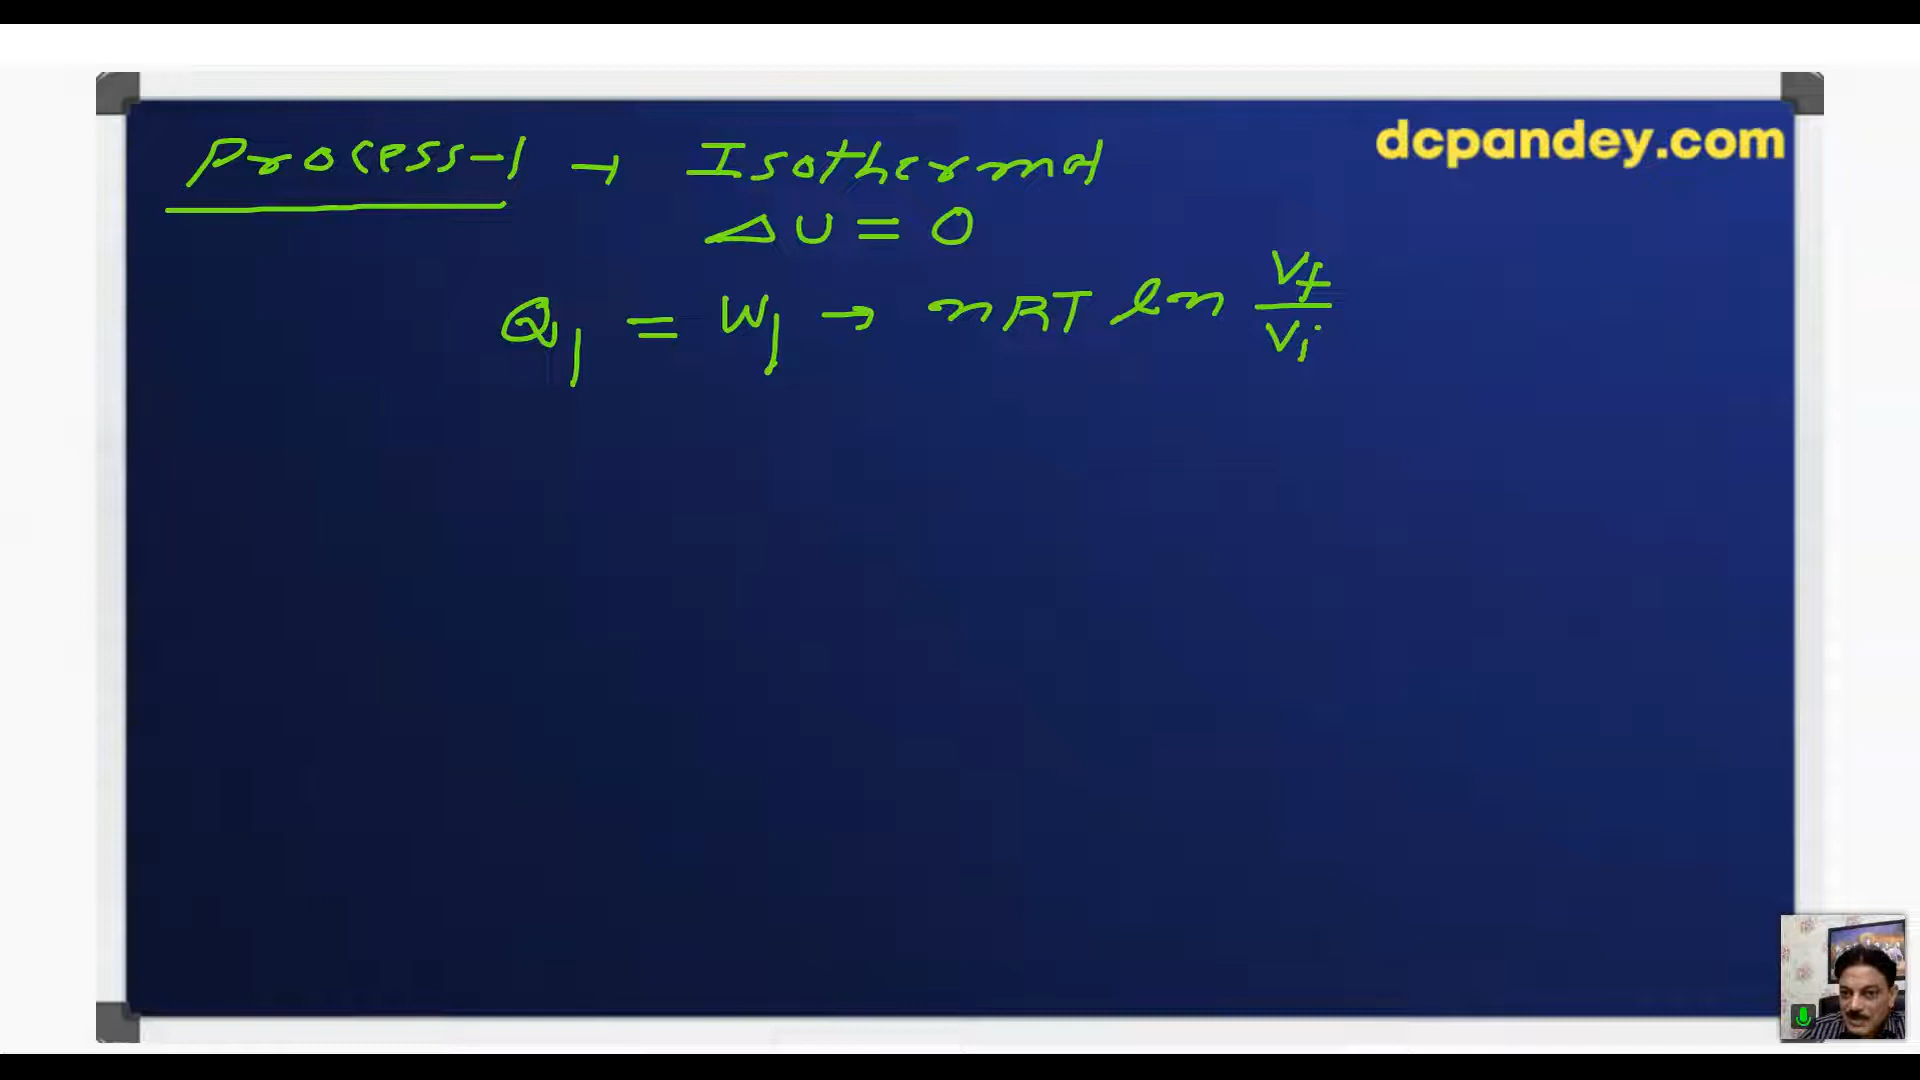 dcpandey.com
Process-1 → Isothermal
ΔU = 0
Q1 = W1 → nRT ln Vf/Vi